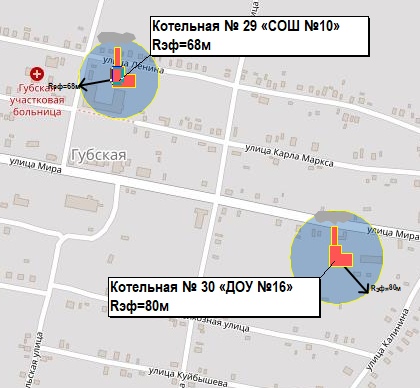 Котельная № 29 «СОШ №10»
Rэф=68м
улица Ленина
Rэф=68м
Губская
участковая
больница
Губская
улица Карла Маркса
улица Мира
улица Мира
Котельная № 30 «ДОУ №16»
Rэф=80м
Rэф=80м
улица
улица Калинина
улица Куйбышева
улица